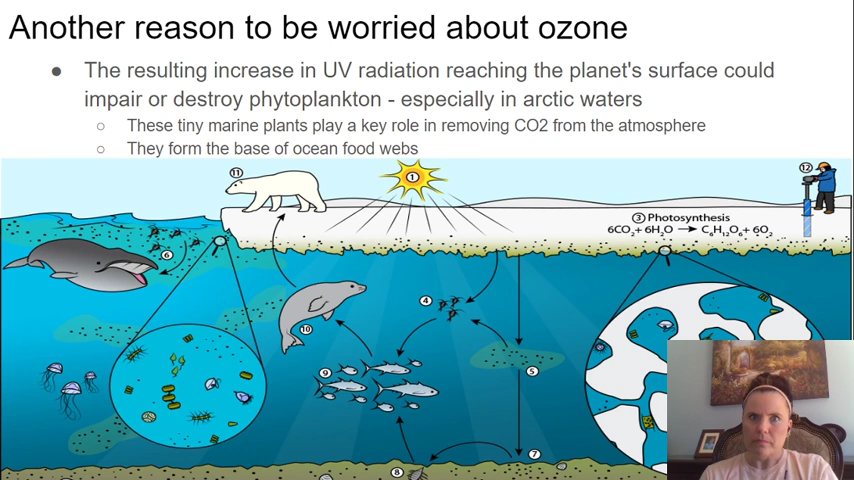 Another reason to be worried about ozone
● The resulting increase in UV radiation reaching the planet's surface could
impair or destroy phytoplankton - especially in arctic waters
○ These tiny marine plants play a key role in removing CO2 from the atmosphere
○ They form the base of ocean food webs
11
1
12
3 Photosynthesis
6CO₂+ 6H₂O → C₆H₁₂O₆+ 6O₂
6
4
10
9
5
7
8